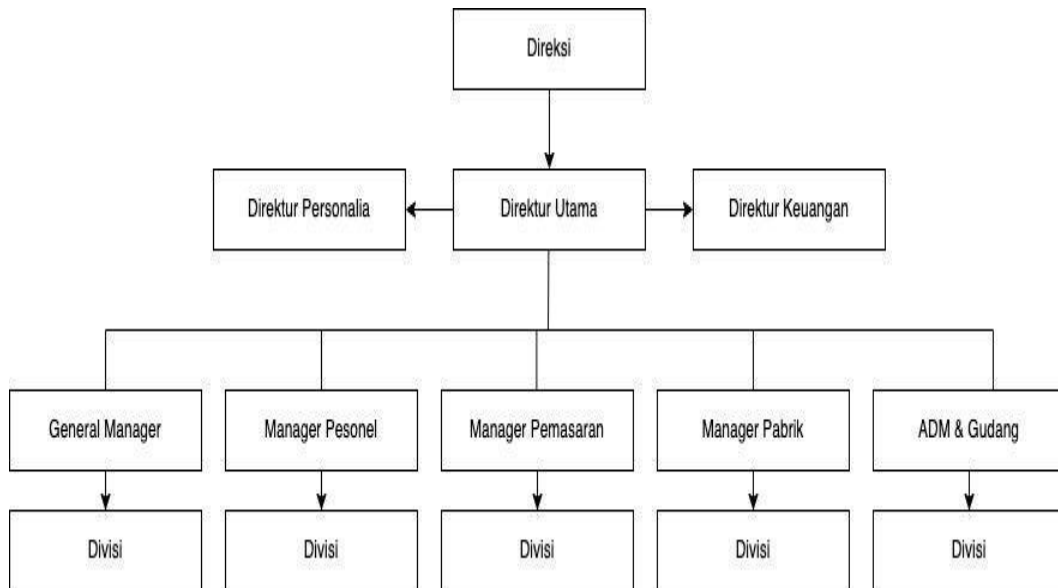 Direksi
Direktur Personalia
Direktur Utama
Direktur Keuangan
General Manager
Manager Pesonel
Manager Pemasaran
Manager Pabrik
ADM & Gudang
Divisi
Divisi
Divisi
Divisi
Divisi